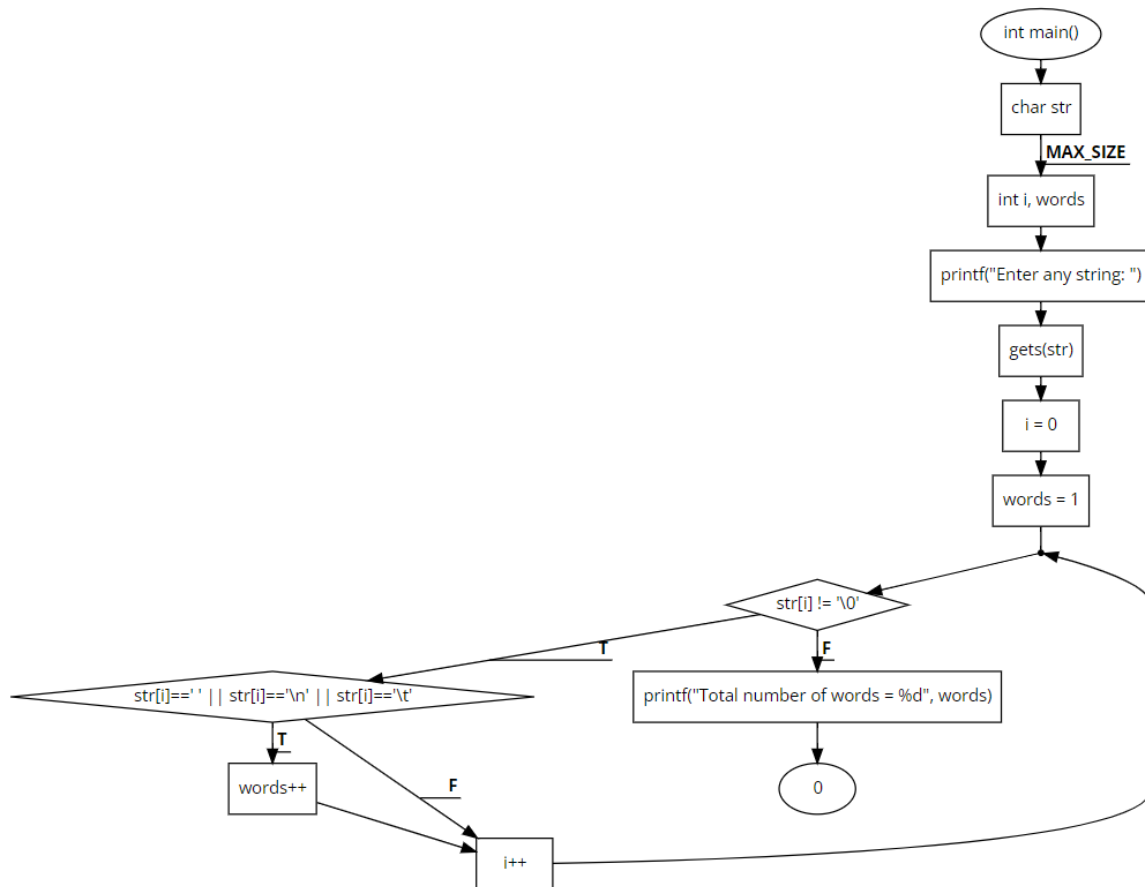 int main()
char str
MAX_SIZE
int i, words
printf("Enter any string: ")
gets(str)
i = 0
words = 1
str[i] != '\0'
T
F
str[i]==' ' || str[i]=='\n' || str[i]=='\t'
printf("Total number of words = %d", words)
T
F
words++
0
i++